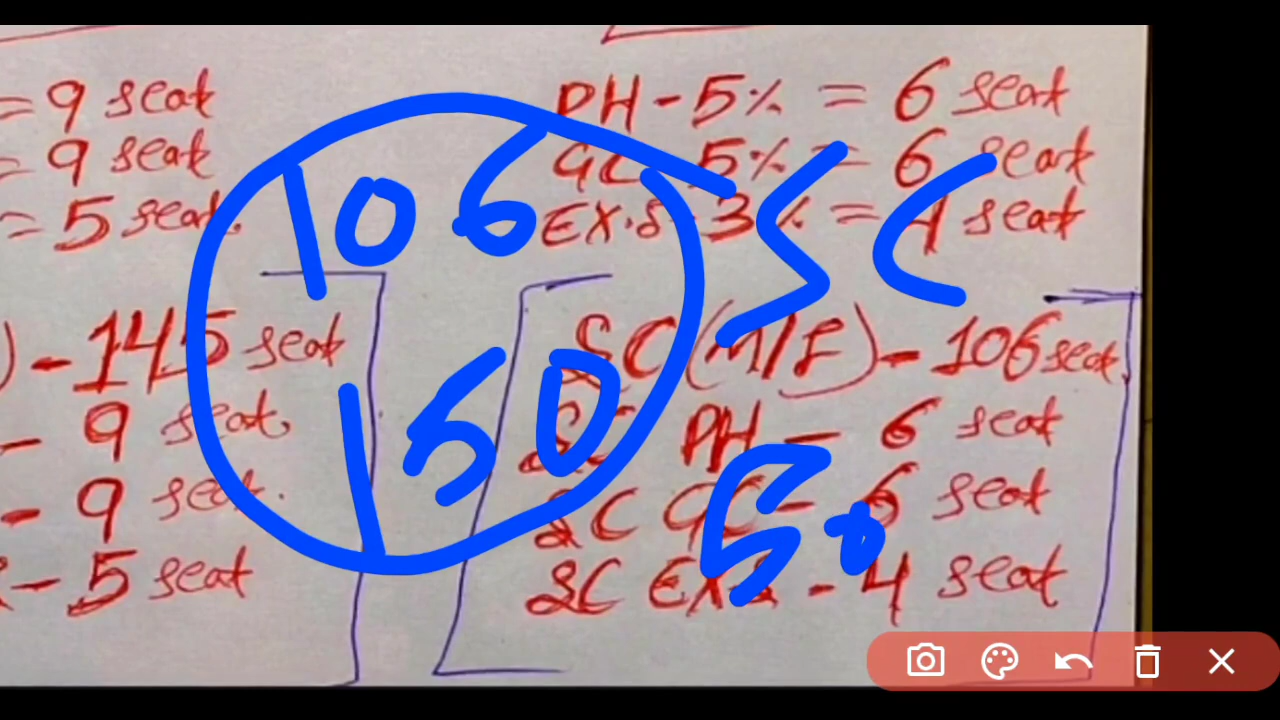 = 9 seat
= 9 seat
= 5 seat.
) - 145 seat
- 9 seat.
- 9 seat.
- 5 seat
PH - 5% = 6 seat
GC 5% = 6 seat
EX.S 3% = 4 seat
SC (M/F) - 106 seat.
SC PH - 6 seat
SC GC - 6 seat
SC EX.S - 4 seat
106
150
SC
50